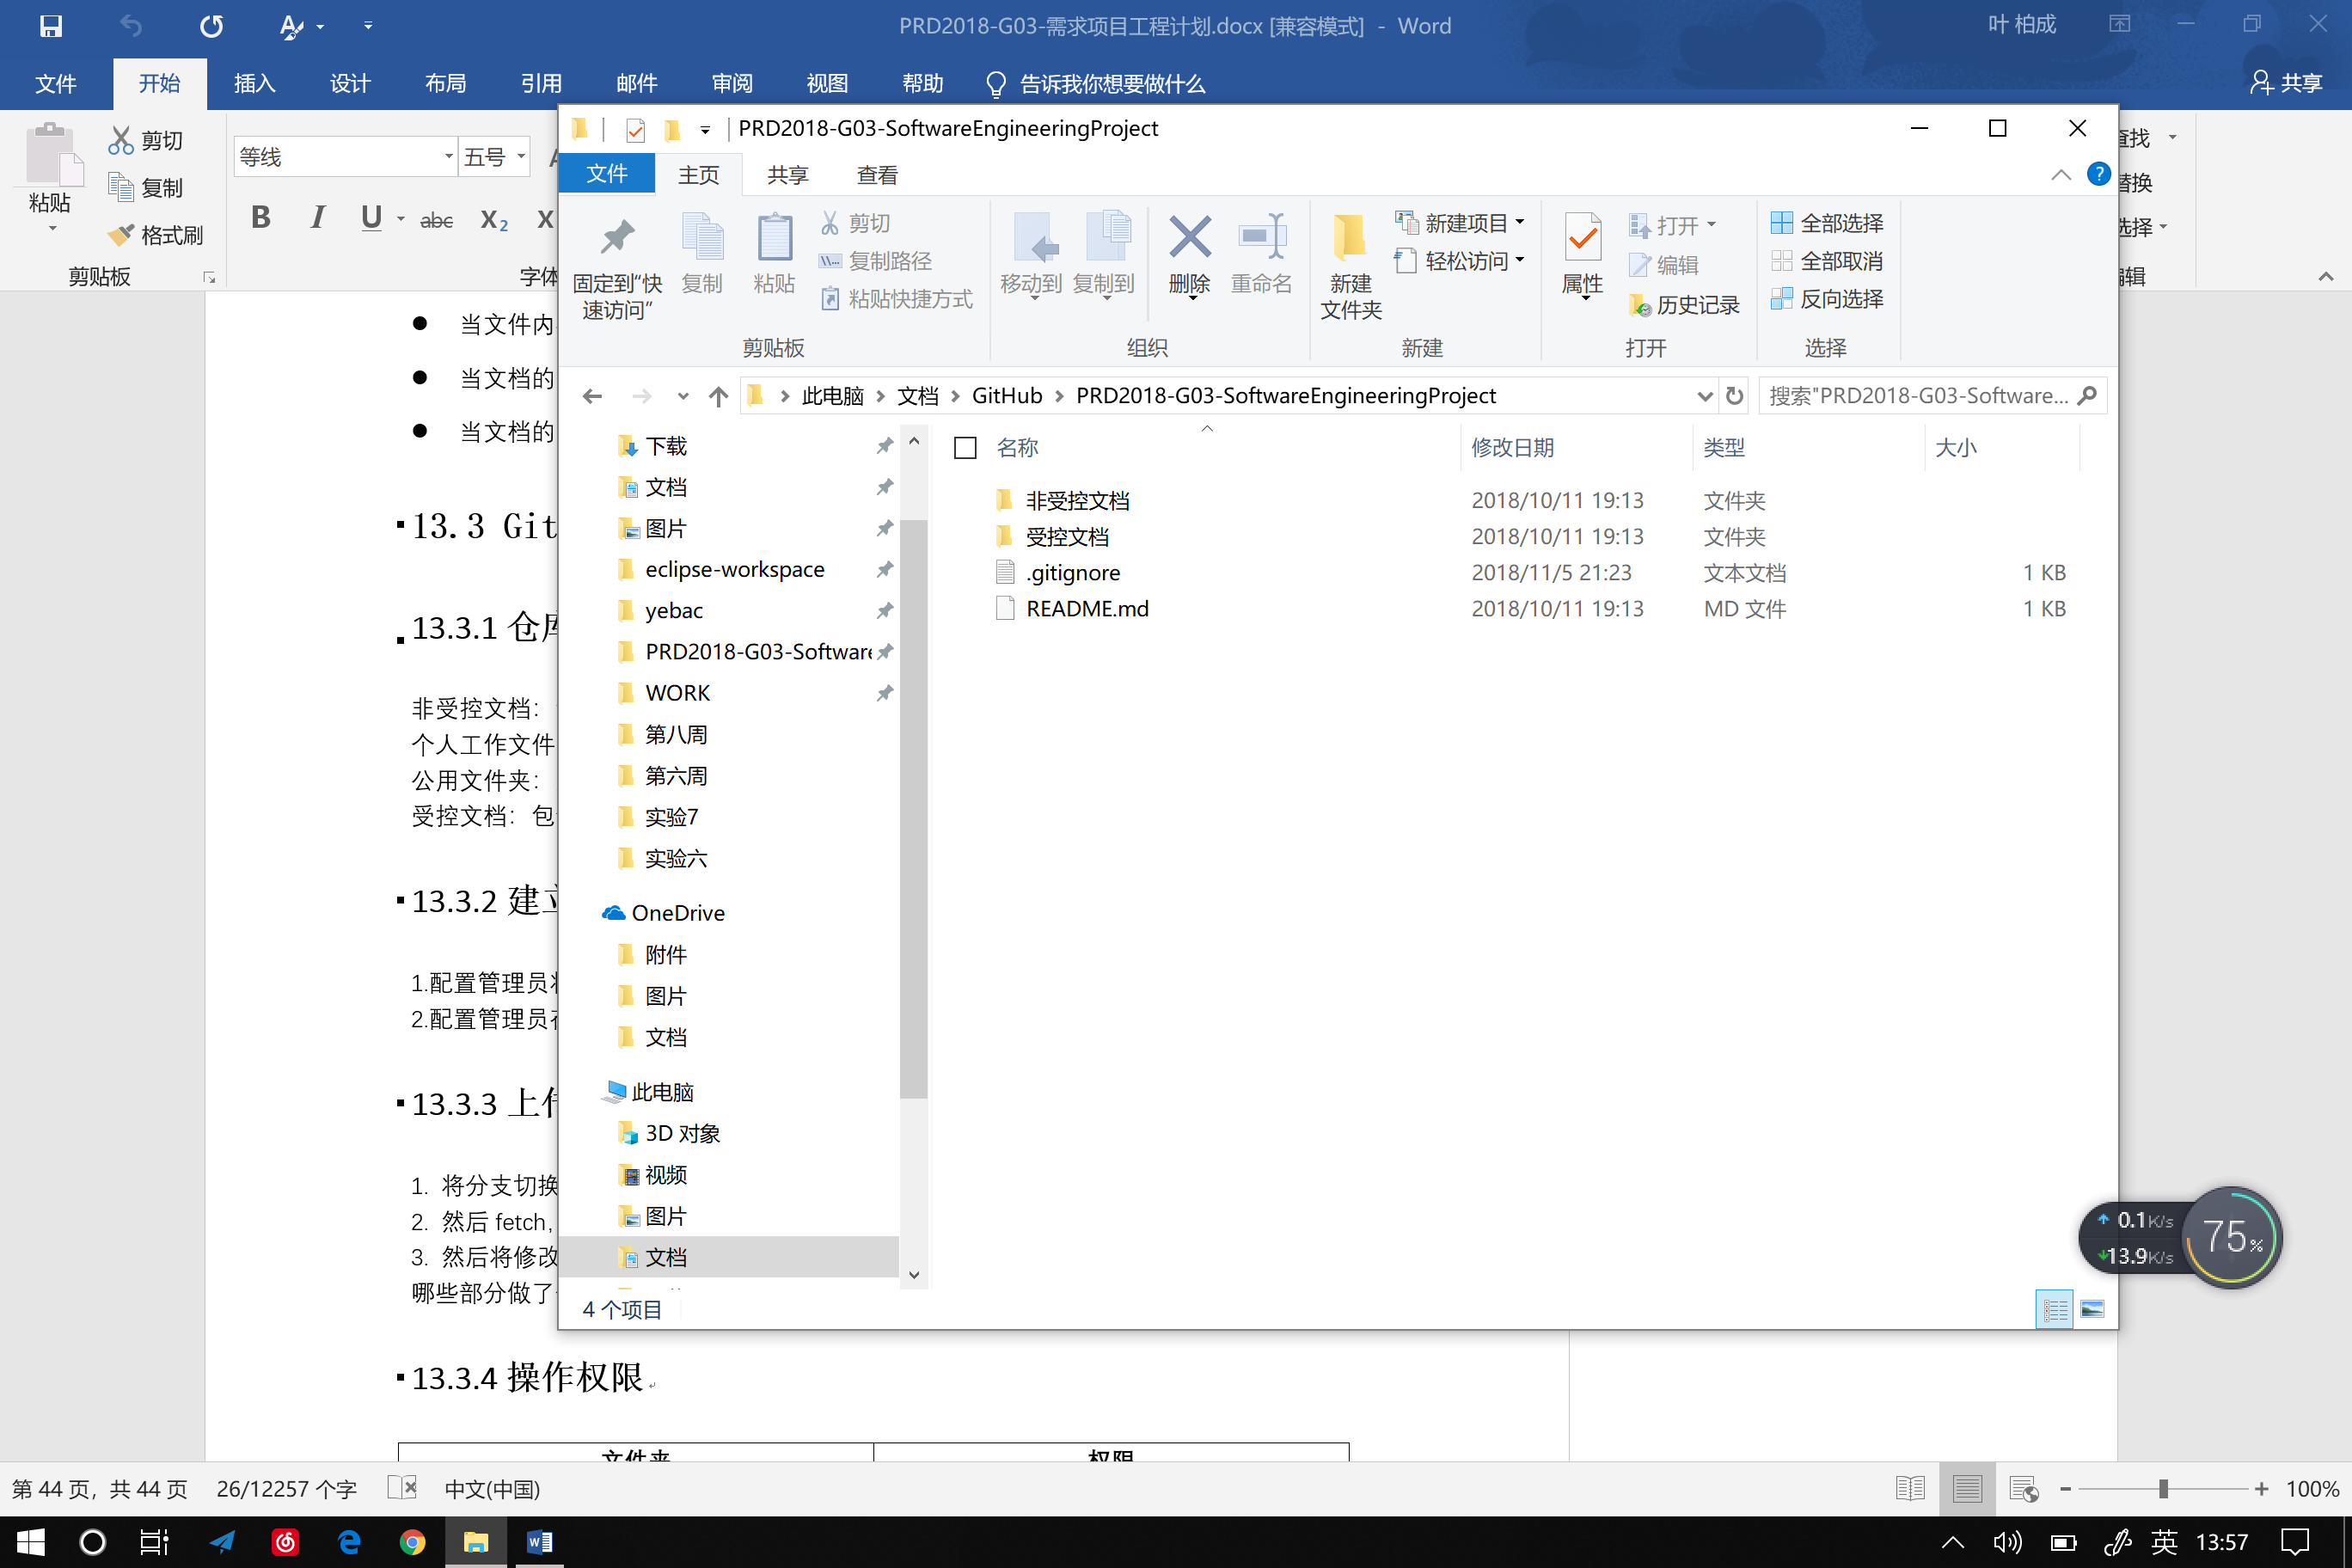 PRD2018-G03-需求项目工程计划.docx [兼容模式] - Word
叶 柏成
文件 开始 插入 设计 布局 引用 邮件 审阅 视图 帮助 告诉我你想要做什么
共享
剪切
复制
格式刷
粘贴
剪贴板
等线 五号
B I U abc X₂ X
字体
查找
替换
选择
编辑
PRD2018-G03-SoftwareEngineeringProject
文件 主页 共享 查看
固定到“快速访问”
复制
粘贴
剪切
复制路径
粘贴快捷方式
剪贴板
移动到 复制到 删除 重命名
组织
新建文件夹
新建项目
轻松访问
新建
属性
打开
编辑
历史记录
打开
全部选择
全部取消
反向选择
选择
此电脑 > 文档 > GitHub > PRD2018-G03-SoftwareEngineeringProject
搜索"PRD2018-G03-Software...
下载
文档
图片
eclipse-workspace
yebac
PRD2018-G03-Software
WORK
第八周
第六周
实验7
实验六
OneDrive
附件
图片
文档
此电脑
3D 对象
视频
图片
文档
名称 修改日期 类型 大小
非受控文档 2018/10/11 19:13 文件夹
受控文档 2018/10/11 19:13 文件夹
.gitignore 2018/11/5 21:23 文本文档 1 KB
README.md 2018/10/11 19:13 MD 文件 1 KB
4 个项目
● 当文件内
● 当文档的
● 当文档的
13.3 Git
13.3.1 仓库
非受控文档：
个人工作文件
公用文件夹：
受控文档：包
13.3.2 建立
1.配置管理员将
2.配置管理员在
13.3.3 上传
1. 将分支切换
2. 然后 fetch，
3. 然后将修改
哪些部分做了
13.3.4 操作权限
文件夹 权限
0.1K/s
13.9K/s
75%
第 44 页，共 44 页 26/12257 个字 中文(中国)
100%
英 13:57